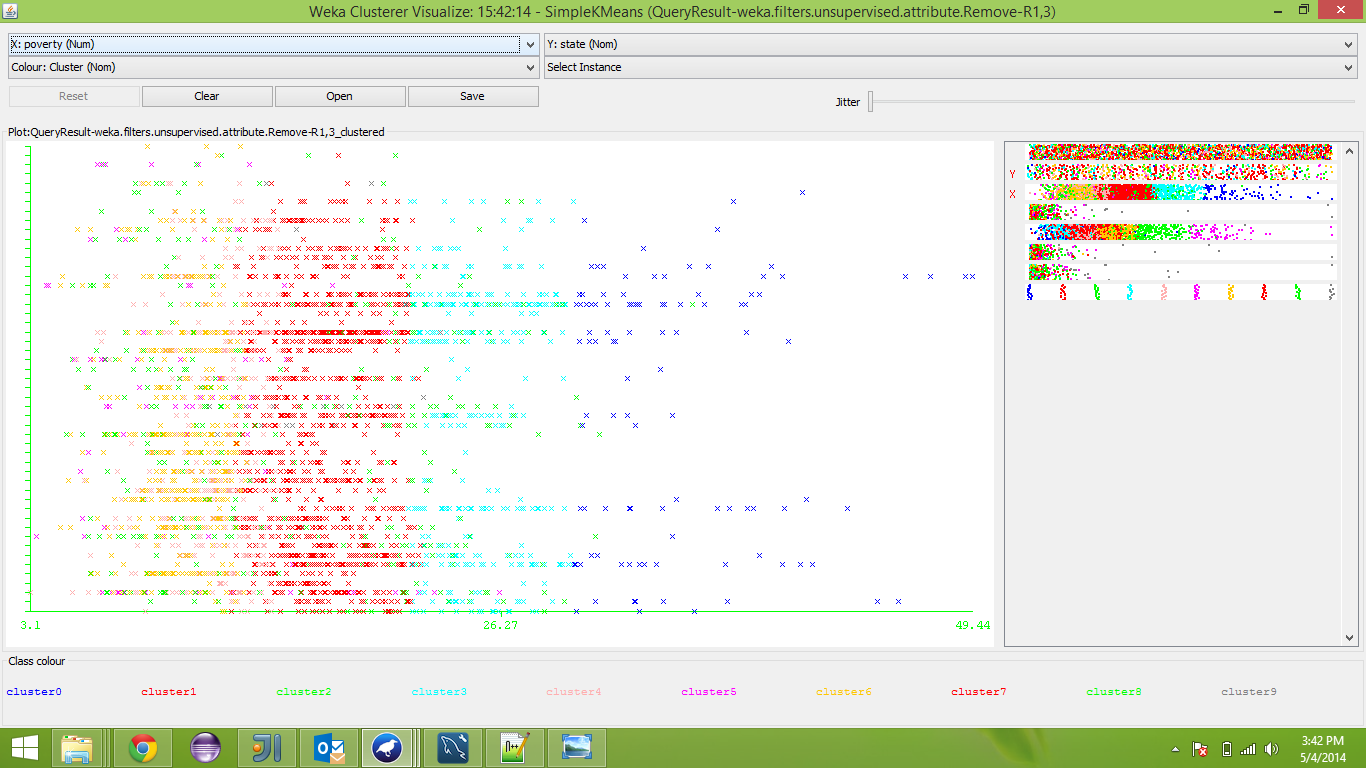 Weka Clusterer Visualize: 15:42:14 - SimpleKMeans (QueryResult-weka.filters.unsupervised.attribute.Remove-R1,3)
X: poverty (Num)
Y: state (Nom)
Colour: Cluster (Nom)
Select Instance
Reset
Clear
Open
Save
Jitter
Plot:QueryResult-weka.filters.unsupervised.attribute.Remove-R1,3_clustered
Y
X
3.1
26.27
49.44
Class colour
cluster0
cluster1
cluster2
cluster3
cluster4
cluster5
cluster6
cluster7
cluster8
cluster9
3:42 PM
5/4/2014